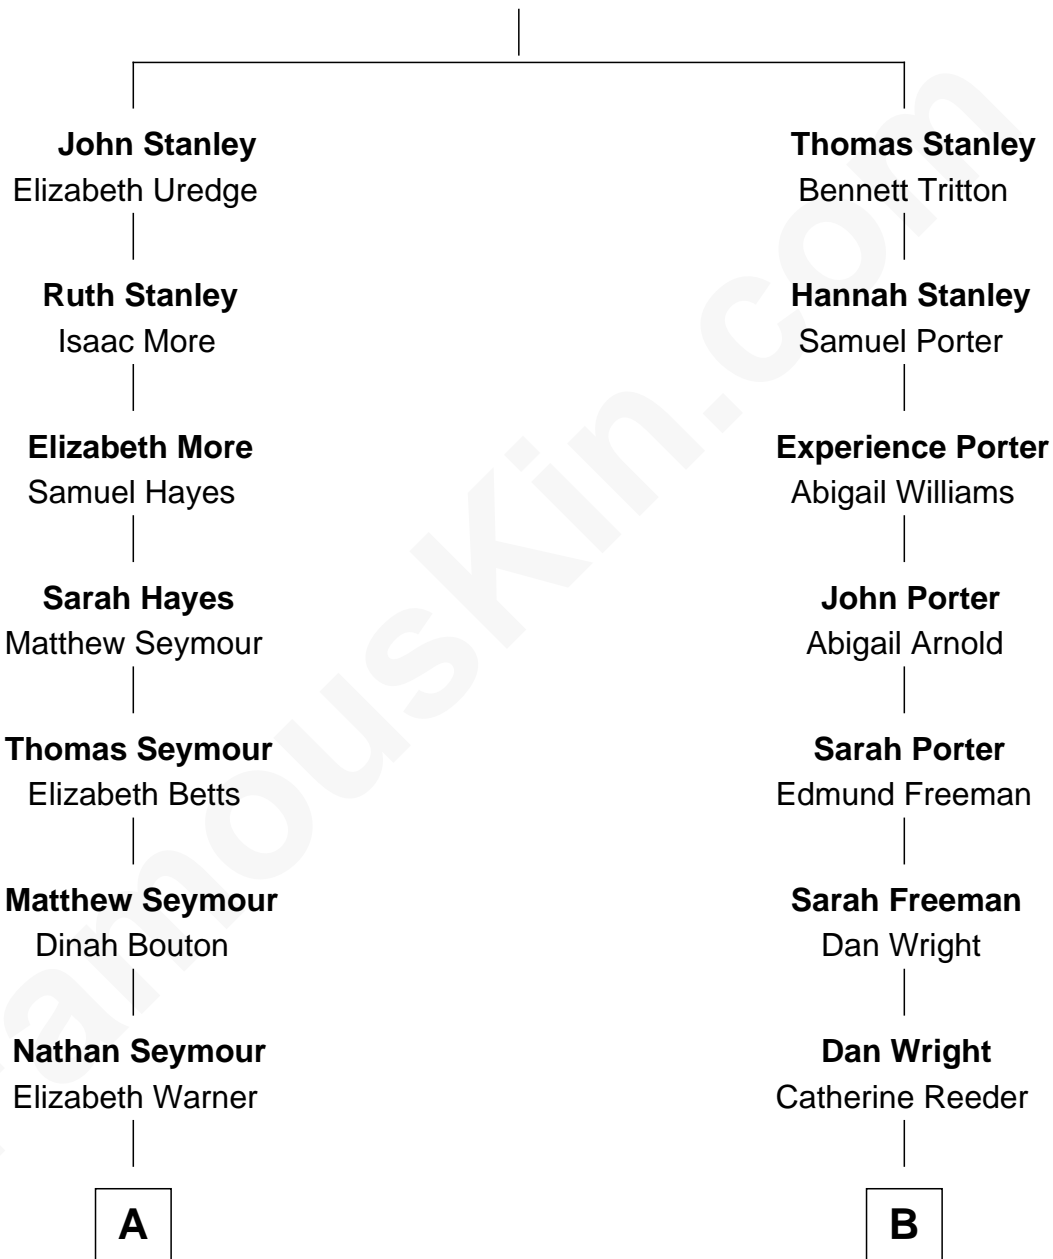 John Stanley
Elizabeth Uredge
Ruth Stanley
Isaac More
Elizabeth More
Samuel Hayes
Sarah Hayes
Matthew Seymour
Thomas Seymour
Elizabeth Betts
Matthew Seymour
Dinah Bouton
Nathan Seymour
Elizabeth Warner
A
Thomas Stanley
Bennett Tritton
Hannah Stanley
Samuel Porter
Experience Porter
Abigail Williams
John Porter
Abigail Arnold
Sarah Porter
Edmund Freeman
Sarah Freeman
Dan Wright
Dan Wright
Catherine Reeder
B
FamousKin.com